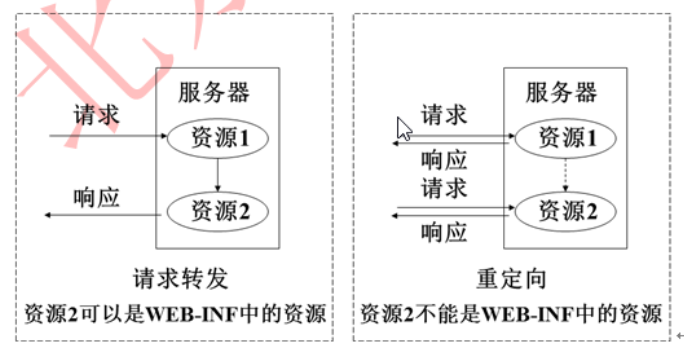 服务器
请求
资源1
响应
资源2
请求转发
资源2可以是WEB-INF中的资源
服务器
请求
资源1
响应
请求
资源2
响应
重定向
资源2不能是WEB-INF中的资源